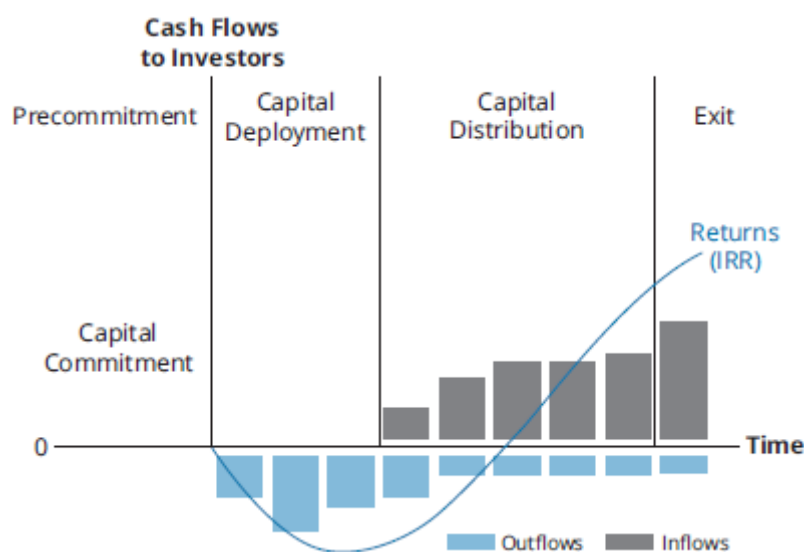 Cash Flows
to Investors
Precommitment
Capital
Deployment
Capital
Distribution
Exit
Returns
(IRR)
Capital
Commitment
0
Time
Outflows
Inflows